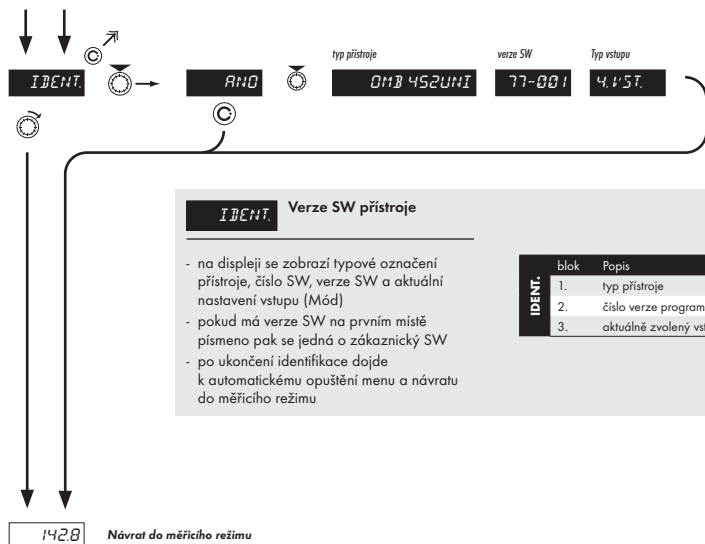 typ přístroje
verze SW
Typ vstupu
IDENT.
ANO
OMB 452UNI
77-001
4. VST.
IDENT.
Verze SW přístroje
- na displeji se zobrazí typové označení
přístroje, číslo SW, verze SW a aktuální
nastavení vstupu (Mód)
- pokud má verze SW na prvním místě
písmeno pak se jedná o zákaznický SW
- po ukončení identifikace dojde
k automatickému opuštění menu a návratu
do měřicího režimu
IDENT.
blok Popis
1. typ přístroje
2. číslo verze program
3. aktuálně zvolený vst
142.8
Návrat do měřicího režimu